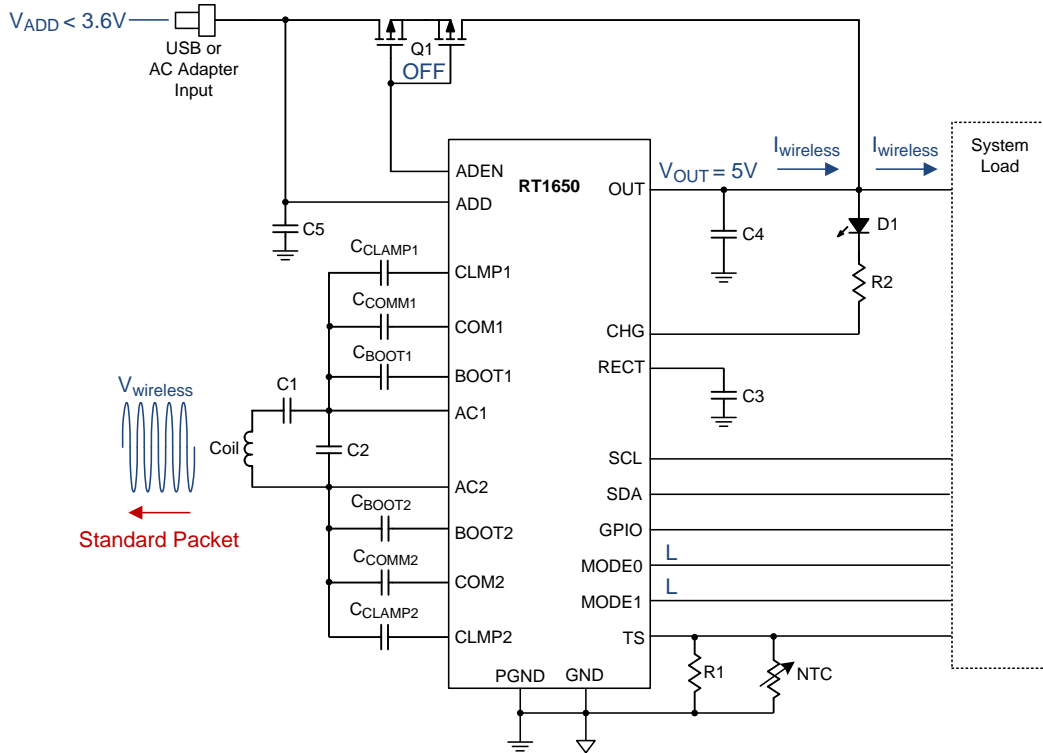 VADD < 3.6V
USB or
AC Adapter
Input
Q1
OFF
ADEN
RT1650
VOUT = 5V
Iwireless
Iwireless
System
Load
OUT
ADD
C5
C4
D1
CCLAMP1
CLMP1
R2
CCOMM1
COM1
CHG
CBOOT1
BOOT1
RECT
C3
Vwireless
C1
AC1
Coil
C2
SCL
AC2
SDA
Standard Packet
CBOOT2
BOOT2
GPIO
CCOMM2
COM2
MODE0
L
MODE1
L
CCLAMP2
CLMP2
TS
PGND
GND
R1
NTC